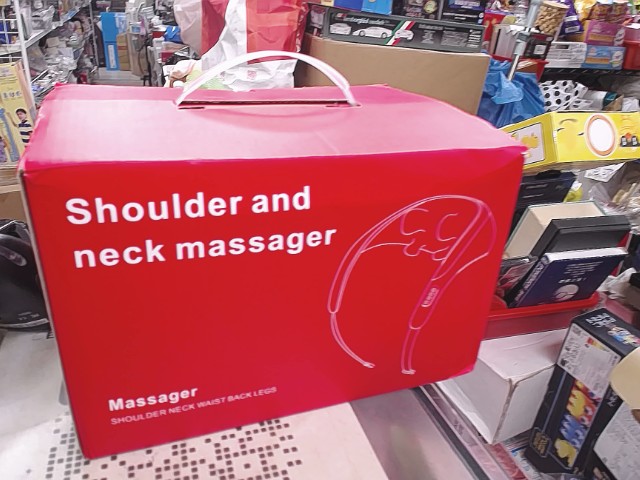 Shoulder and
neck massager
Massager
SHOULDER NECK WAIST BACK LEGS